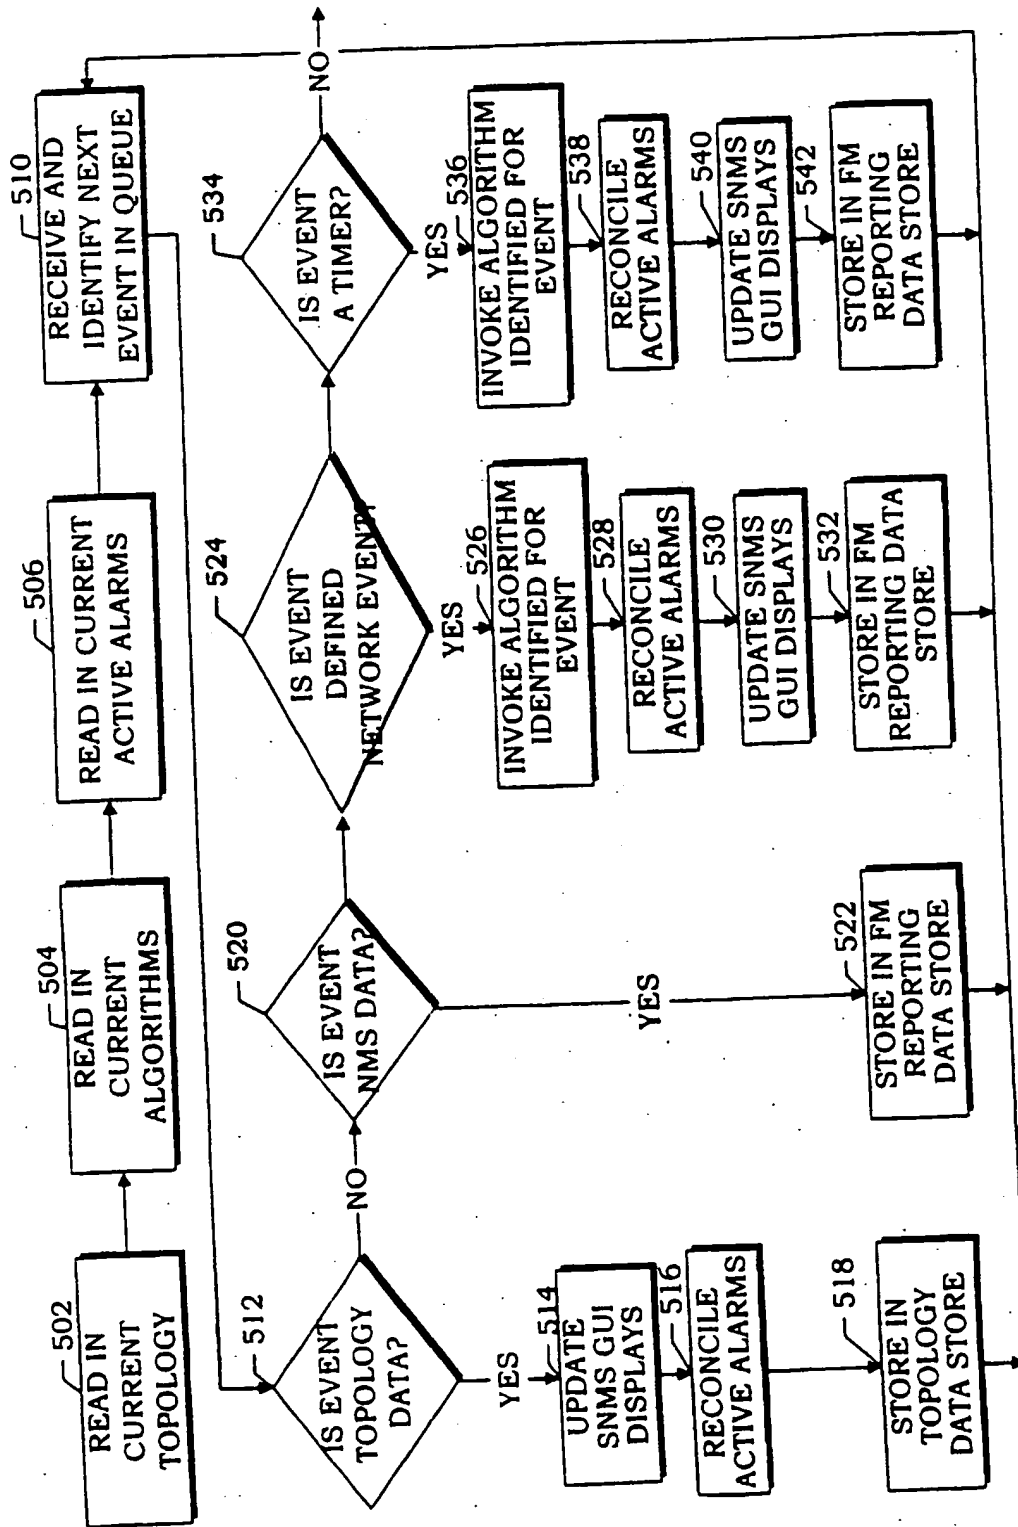 502
READ IN
CURRENT
TOPOLOGY
504
READ IN
CURRENT
ALGORITHMS
506
READ IN CURRENT
ACTIVE ALARMS
510
RECEIVE AND
IDENTIFY NEXT
EVENT IN QUEUE
512
IS EVENT
TOPOLOGY
DATA?
NO
YES
514
UPDATE
SNMS GUI
DISPLAYS
516
RECONCILE
ACTIVE ALARMS
518
STORE IN
TOPOLOGY
DATA STORE
520
IS EVENT
NMS DATA?
YES
522
STORE IN FM
REPORTING
DATA STORE
524
IS EVENT
DEFINED
NETWORK EVENT?
YES
526
INVOKE ALGORITHM
IDENTIFIED FOR
EVENT
528
RECONCILE
ACTIVE ALARMS
530
UPDATE SNMS
GUI DISPLAYS
532
STORE IN FM
REPORTING DATA
STORE
534
IS EVENT
A TIMER?
NO
YES
536
INVOKE ALGORITHM
IDENTIFIED FOR
EVENT
538
RECONCILE
ACTIVE ALARMS
540
UPDATE SNMS
GUI DISPLAYS
542
STORE IN FM
REPORTING
DATA STORE